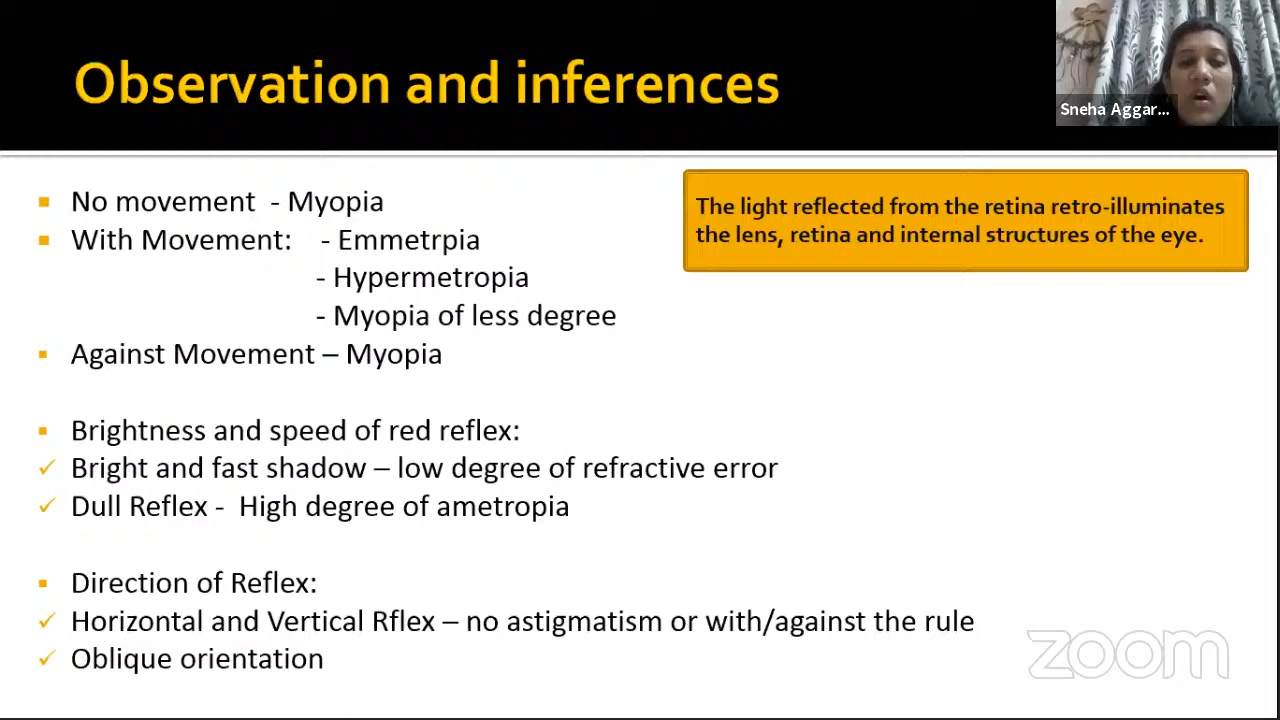 Observation and inferences
Sneha Aggar...
No movement - Myopia
With Movement: - Emmetrpia
- Hypermetropia
- Myopia of less degree
Against Movement – Myopia
The light reflected from the retina retro-illuminates
the lens, retina and internal structures of the eye.
Brightness and speed of red reflex:
Bright and fast shadow – low degree of refractive error
Dull Reflex - High degree of ametropia
Direction of Reflex:
Horizontal and Vertical Rflex – no astigmatism or with/against the rule
Oblique orientation
zoom